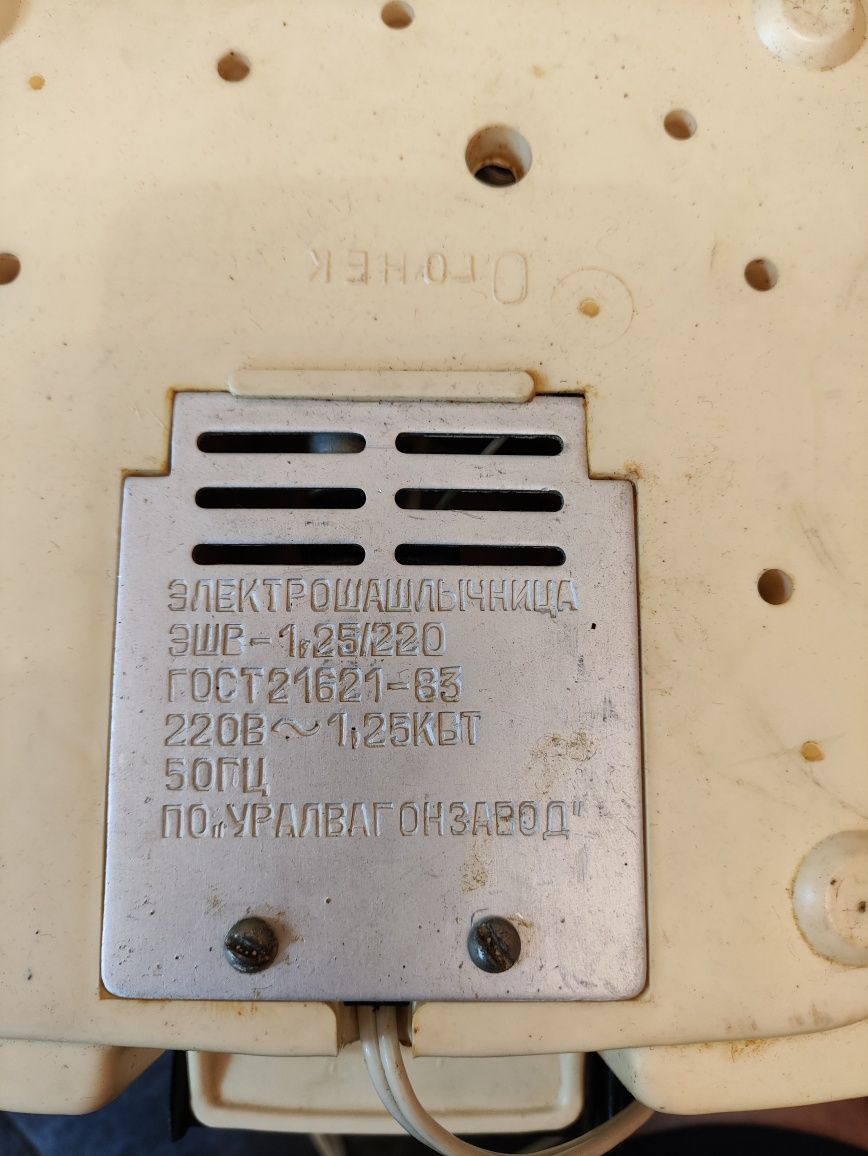 Огонек
ЭЛЕКТРОШАШЛЫЧНИЦА
ЭШВ-1,25/220
ГОСТ21621-83
220В~1,25КВТ
50ГЦ
ПО„УРАЛВАГОНЗАВОД"